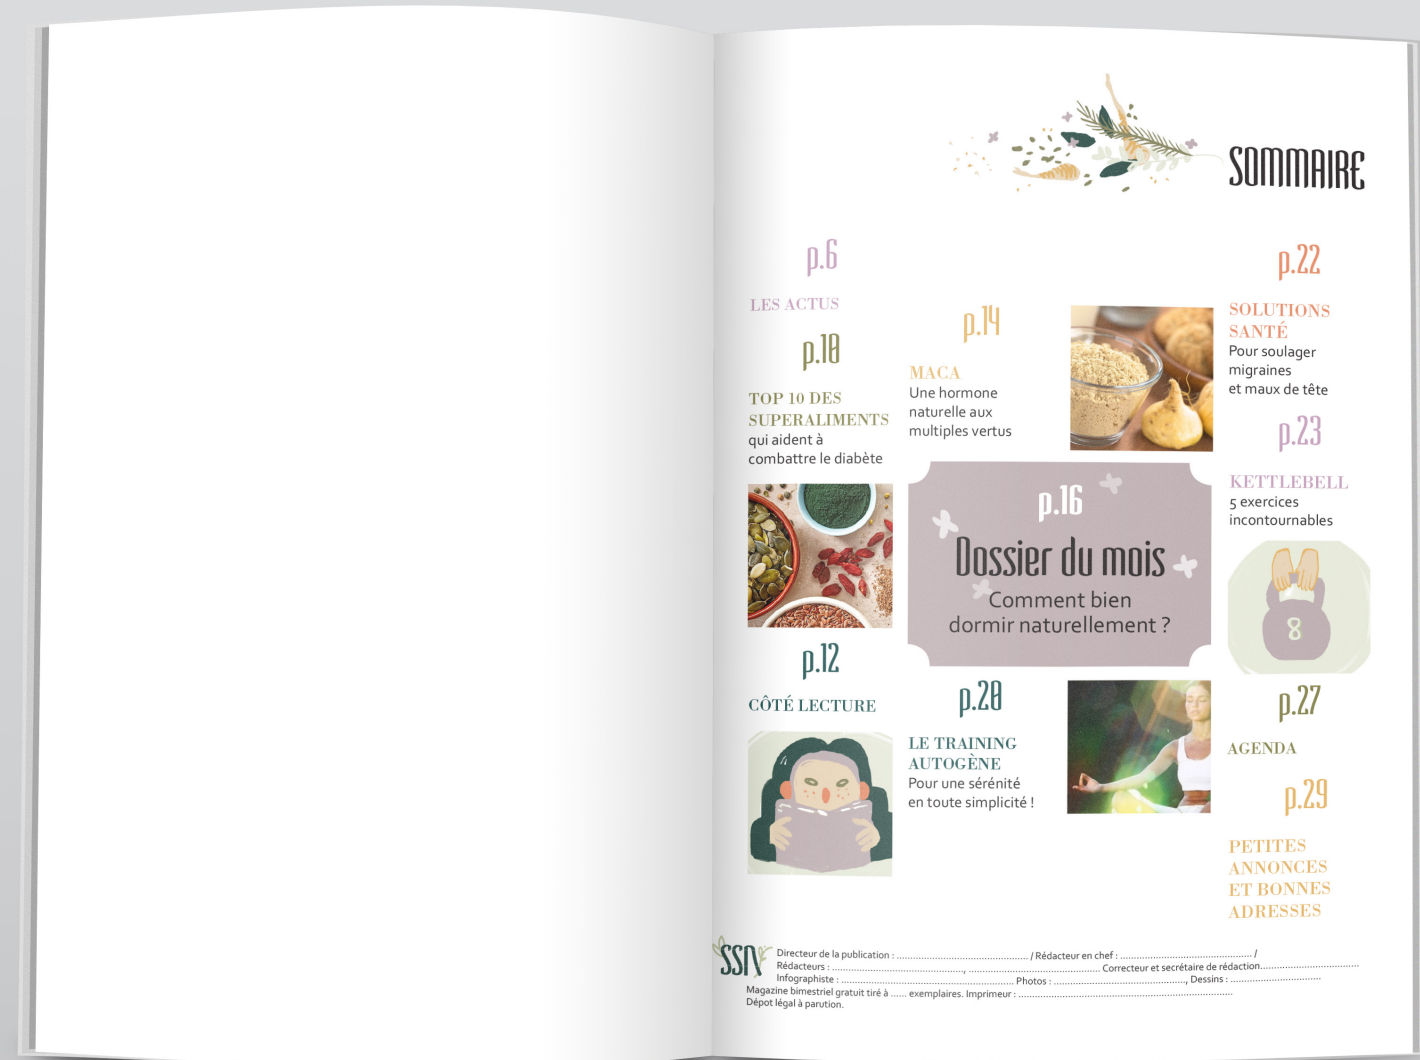 SOMMAIRE
p.6
LES ACTUS
p.10
TOP 10 DES
SUPERALIMENTS
qui aident à
combattre le diabète
p.12
CÔTÉ LECTURE
p.14
MACA
Une hormone
naturelle aux
multiples vertus
p.16
Dossier du mois
Comment bien
dormir naturellement ?
p.20
LE TRAINING
AUTOGÈNE
Pour une sérénité
en toute simplicité !
p.22
SOLUTIONS
SANTÉ
Pour soulager
migraines
et maux de tête
p.23
KETTLEBELL
5 exercices
incontournables
8
p.27
AGENDA
p.29
PETITES
ANNONCES
ET BONNES
ADRESSES
SSN
Directeur de la publication : ................................................ / Rédacteur en chef : ................................................ /
Rédacteurs : ................................................, ................................................ Correcteur et secrétaire de rédaction....................................
Infographiste : ................................................................ Photos : ................................................, Dessins : ..................................
Magazine bimestriel gratuit tiré à ...... exemplaires. Imprimeur : ................................................................................
Dépot légal à parution.